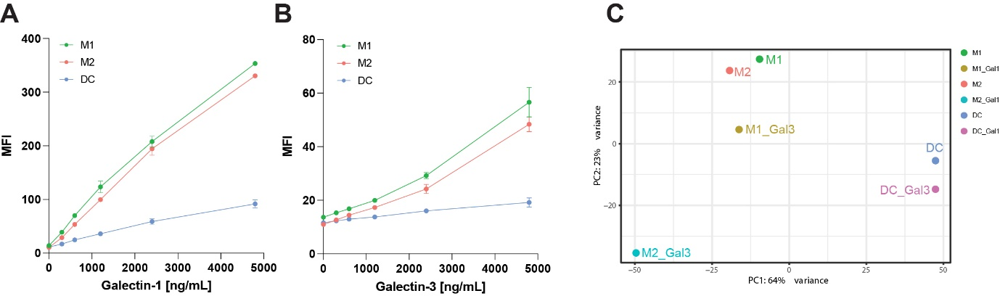 A
400
300
200
100
0
MFI
M1
M2
DC
0 1000 2000 3000 4000 5000
Galectin-1 [ng/mL]
B
80
60
40
20
0
MFI
M1
M2
DC
0 1000 2000 3000 4000 5000
Galectin-3 [ng/mL]
C
20
0
−20
PC2: 23% variance
M1
M2
M1_Gal3
DC
DC_Gal3
M2_Gal3
−50 −25 0 25 50
PC1: 64% variance
M1
M1_Gal1
M2
M2_Gal1
DC
DC_Gal1